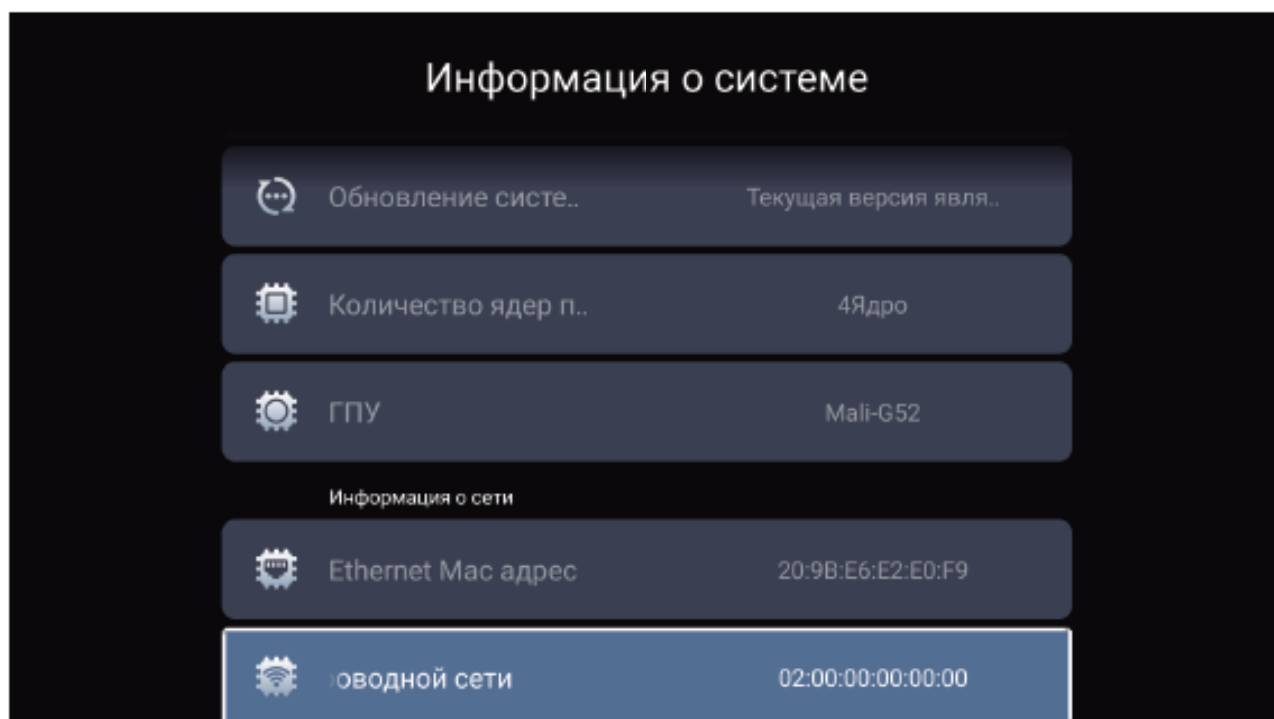 Информация о системе
Обновление систе.. Текущая версия явля..
Количество ядер п.. 4Ядро
ГПУ Mali-G52
Информация о сети
Ethernet Mac адрес 20:9B:E6:E2:E0:F9
оводной сети 02:00:00:00:00:00